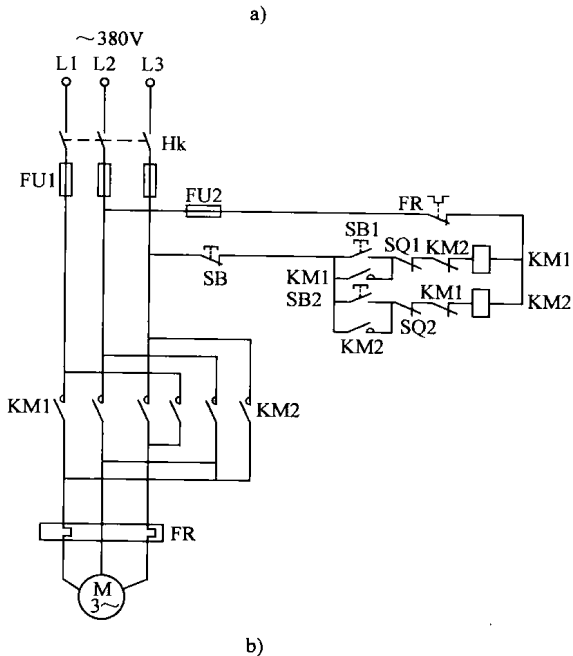 a)
～380V
L1 L2 L3
Hk
FU1
FU2
FR
SB1
SQ1 KM2
KM1
SB
KM1
SB2
KM1
KM2
SQ2
KM2
KM1
KM2
FR
M
3～
b)